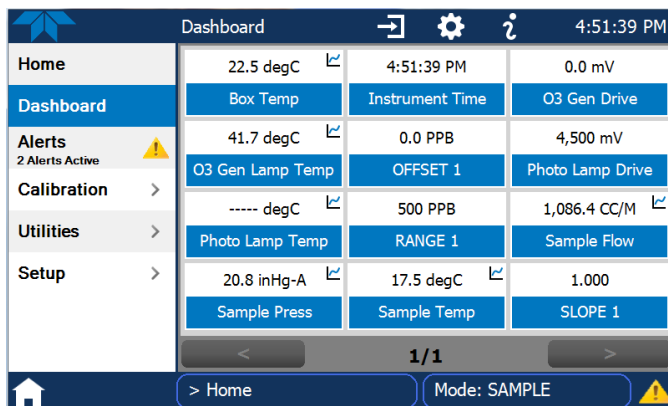 Dashboard 4:51:39 PM
Home
Dashboard
Alerts
2 Alerts Active
Calibration >
Utilities >
Setup >
22.5 degC 4:51:39 PM 0.0 mV
Box Temp Instrument Time O3 Gen Drive
41.7 degC 0.0 PPB 4,500 mV
O3 Gen Lamp Temp OFFSET 1 Photo Lamp Drive
----- degC 500 PPB 1,086.4 CC/M
Photo Lamp Temp RANGE 1 Sample Flow
20.8 inHg-A 17.5 degC 1.000
Sample Press Sample Temp SLOPE 1
< 1/1 >
> Home Mode: SAMPLE